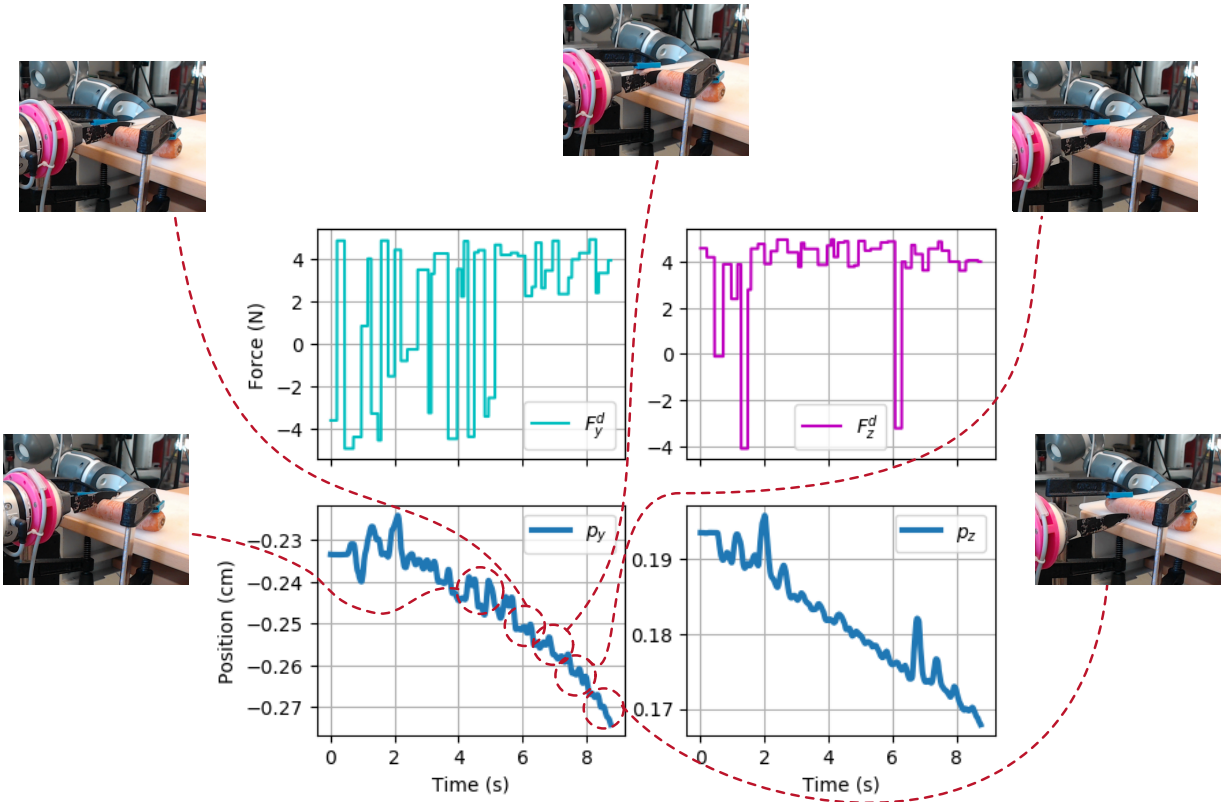 Force (N)
4
2
0
−2
−4
F_y^d
4
2
0
−2
−4
F_z^d
Position (cm)
−0.23
−0.24
−0.25
−0.26
−0.27
p_y
0 2 4 6 8
Time (s)
0.19
0.18
0.17
p_z
0 2 4 6 8
Time (s)